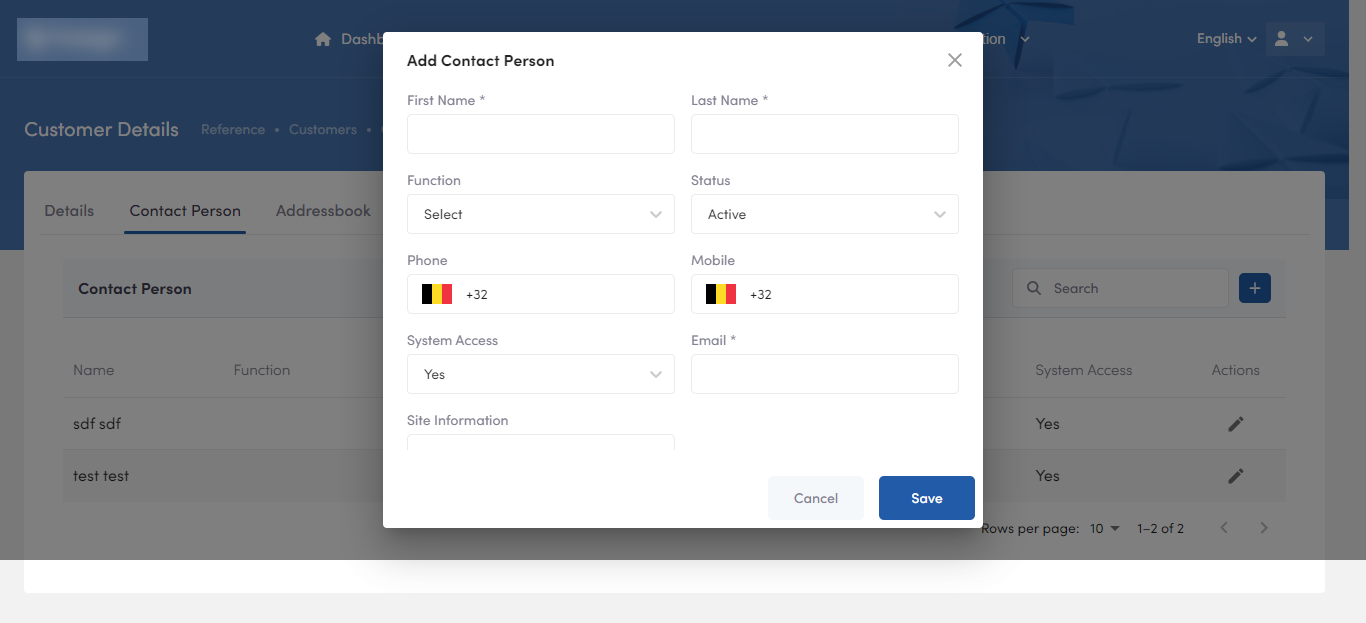 Dashb
tion
English
Add Contact Person
First Name *
Last Name *
Customer Details
Reference • Customers •
Function
Status
Select
Active
Details
Contact Person
Addressbook
Phone
Mobile
+32
+32
Contact Person
Search
System Access
Email *
Yes
Name
Function
System Access
Actions
Site Information
sdf sdf
Yes
test test
Yes
Cancel
Save
Rows per page:
10
1–2 of 2